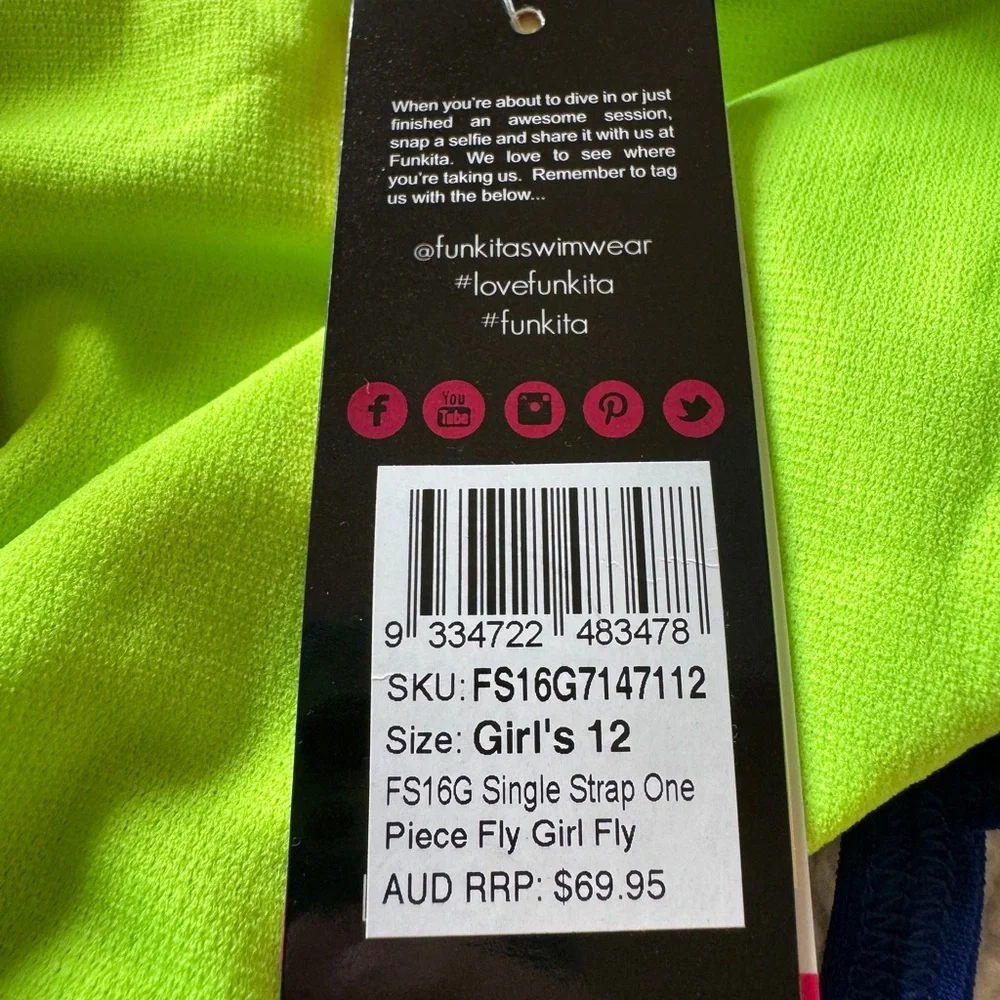 When you're about to dive in or just
finished an awesome session,
snap a selfie and share it with us at
Funkita. We love to see where
you're taking us. Remember to tag
us with the below...
@funkitaswimwear
#lovefunkita
#funkita
You
Tube
9 334722 483478
SKU: FS16G7147112
Size: Girl's 12
FS16G Single Strap One
Piece Fly Girl Fly
AUD RRP: $69.95